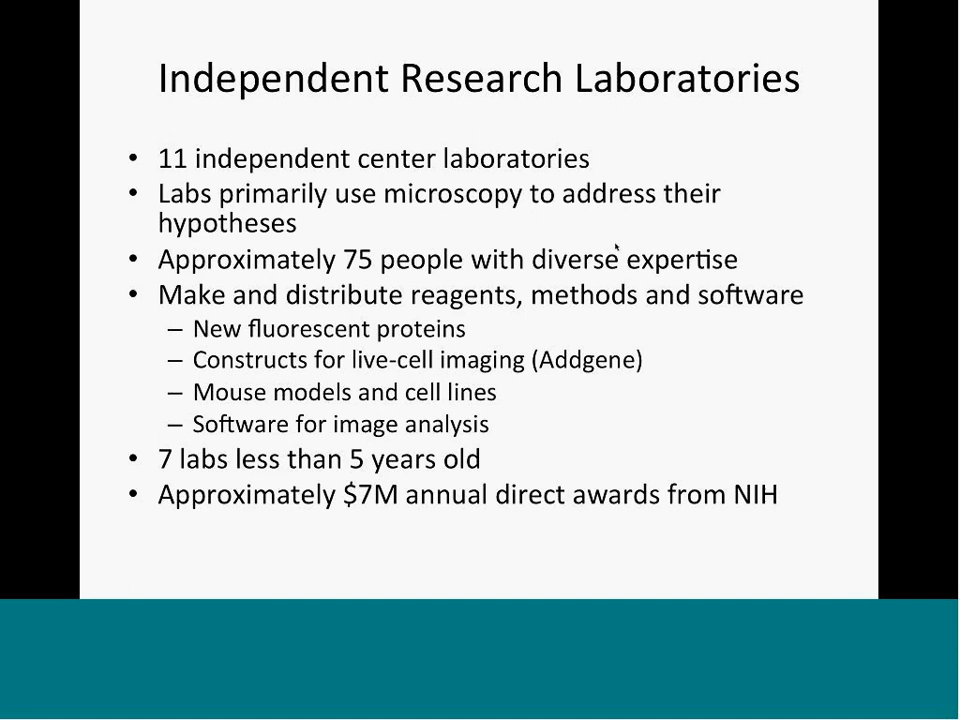 Independent Research Laboratories
• 11 independent center laboratories
• Labs primarily use microscopy to address their
hypotheses
• Approximately 75 people with diverse expertise
• Make and distribute reagents, methods and software
– New fluorescent proteins
– Constructs for live-cell imaging (Addgene)
– Mouse models and cell lines
– Software for image analysis
• 7 labs less than 5 years old
• Approximately $7M annual direct awards from NIH